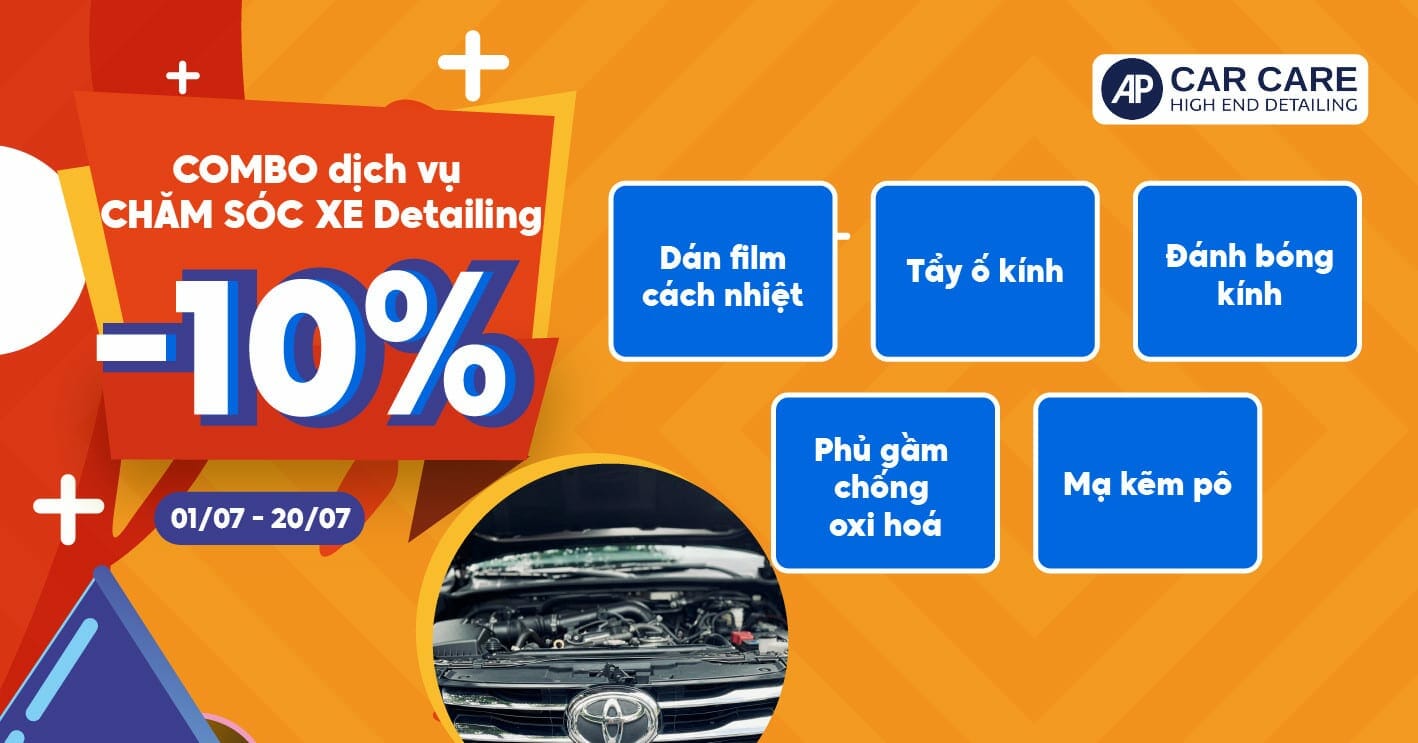 COMBO dịch vụ
CHĂM SÓC XE Detailing
-10%
01/07 - 20/07
AP
CAR CARE
HIGH END DETAILING
Dán film
cách nhiệt
Tẩy ố kính
Đánh bóng
kính
Phủ gầm
chống
oxi hoá
Mạ kẽm pô